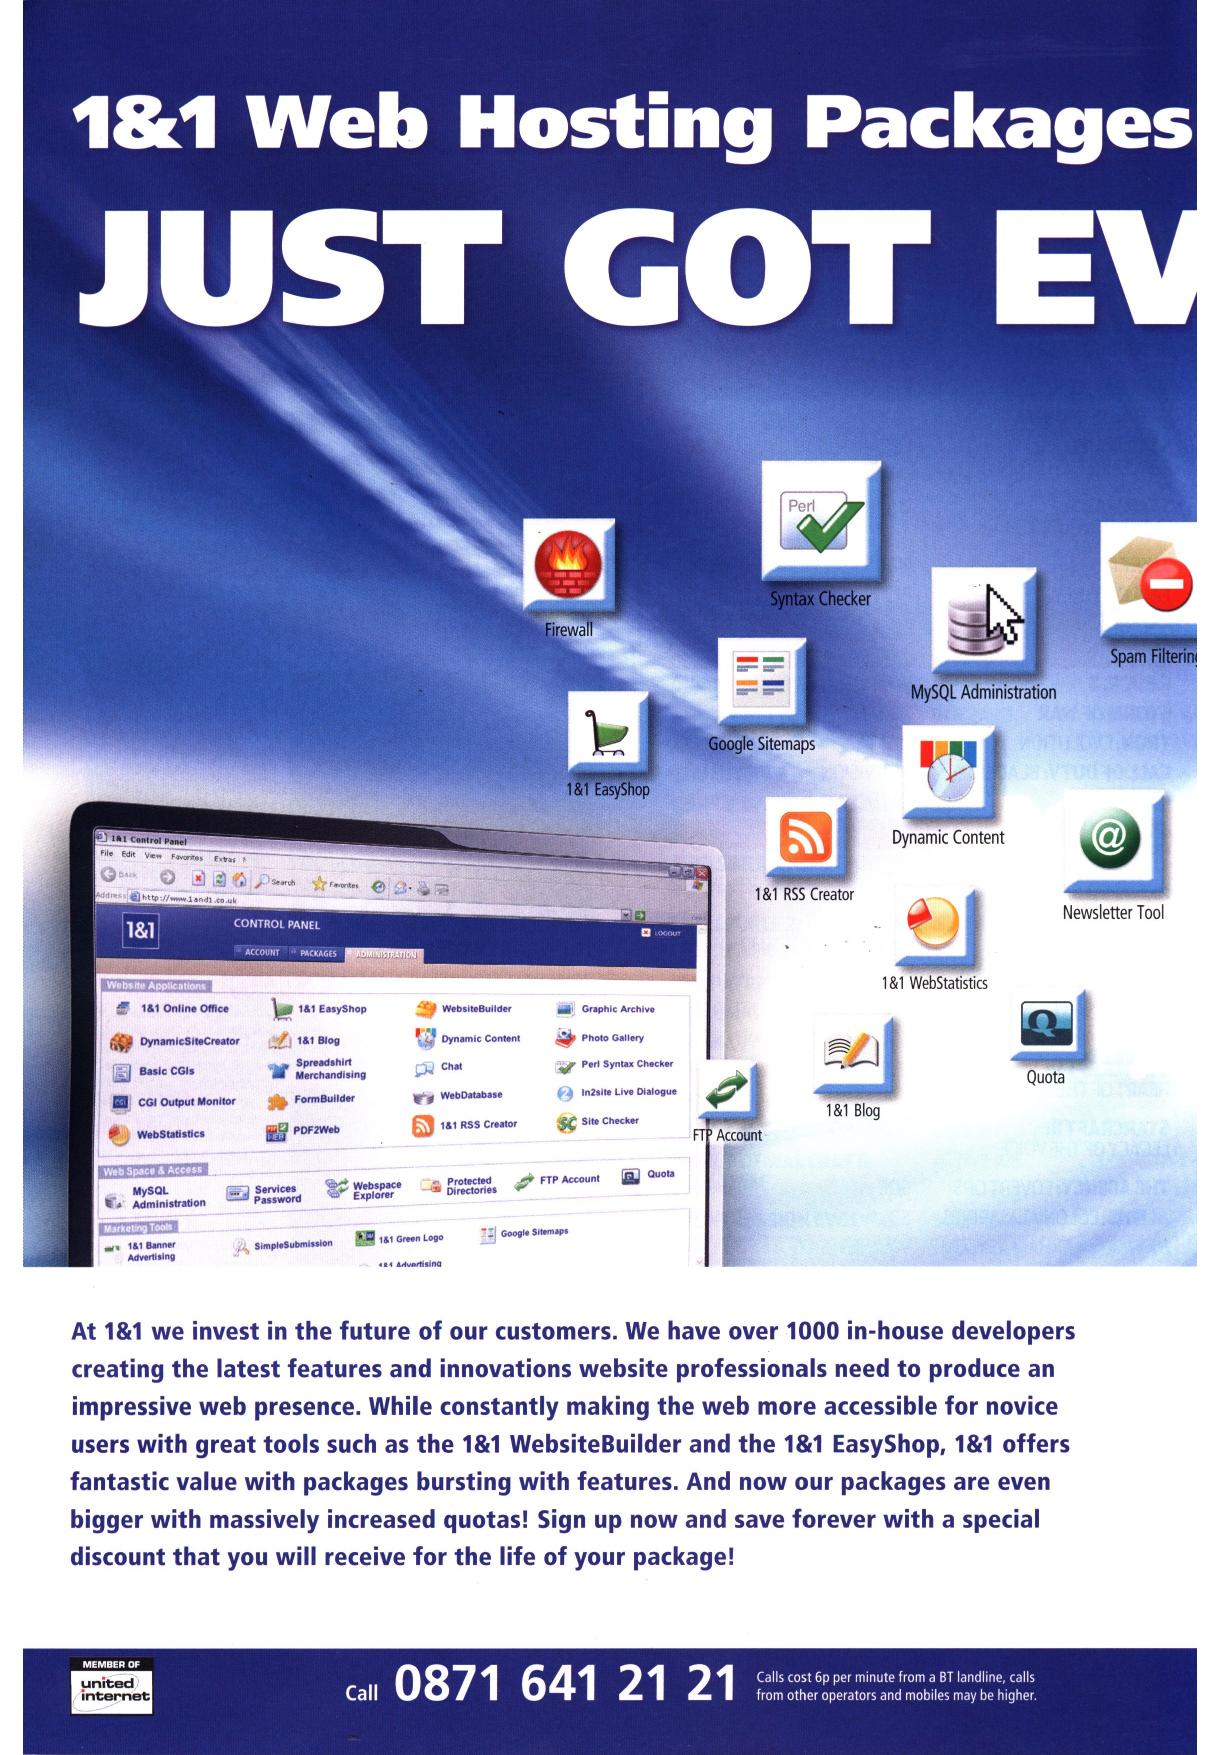 1&1 Web Hosting Packages
JUST GOT EV
Perl
Syntax Checker
Firewall
MySQL Administration
Spam Filtering
Google Sitemaps
1&1 EasyShop
Dynamic Content
1&1 RSS Creator
@
Newsletter Tool
1&1 WebStatistics
Q
Quota
1&1 Blog
FTP Account
1&1 Control Panel
File Edit View Favorites Extras ?
Back Search Favorites
Address http://www.1and1.co.uk
1&1 CONTROL PANEL LOGOUT
ACCOUNT PACKAGES ADMINISTRATION
Website Applications
1&1 Online Office 1&1 EasyShop WebsiteBuilder Graphic Archive
DynamicSiteCreator 1&1 Blog Dynamic Content Photo Gallery
Basic CGIs Spreadshirt Merchandising Chat Perl Syntax Checker
CGI Output Monitor FormBuilder WebDatabase In2site Live Dialogue
WebStatistics PDF2Web 1&1 RSS Creator Site Checker
Web Space & Access
MySQL Administration Services Password Webspace Explorer Protected Directories FTP Account Quota
Marketing Tools
1&1 Banner Advertising SimpleSubmission 1&1 Green Logo Google Sitemaps
1&1 Advertising
At 1&1 we invest in the future of our customers. We have over 1000 in-house developers
creating the latest features and innovations website professionals need to produce an
impressive web presence. While constantly making the web more accessible for novice
users with great tools such as the 1&1 WebsiteBuilder and the 1&1 EasyShop, 1&1 offers
fantastic value with packages bursting with features. And now our packages are even
bigger with massively increased quotas! Sign up now and save forever with a special
discount that you will receive for the life of your package!
MEMBER OF
united
internet
Call 0871 641 21 21
Calls cost 6p per minute from a BT landline, calls
from other operators and mobiles may be higher.